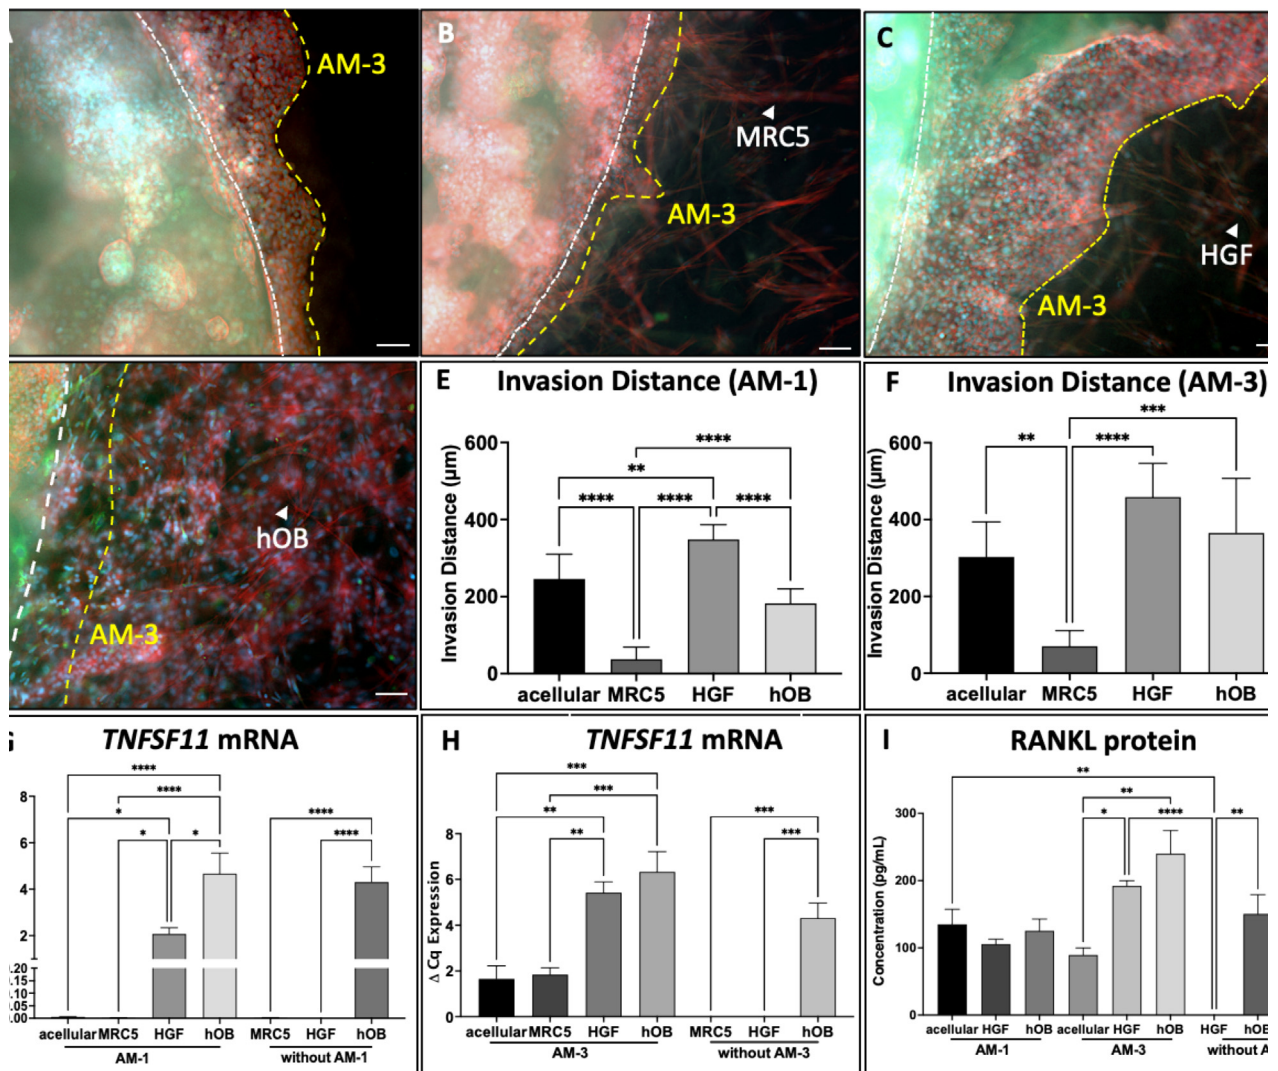 AM-3
B
MRC5
AM-3
C
HGF
AM-3
hOB
AM-3
E Invasion Distance (AM-1)
Invasion Distance (µm)
600
400
200
0
**
****
****
****
****
acellular MRC5 HGF hOB
F Invasion Distance (AM-3)
Invasion Distance (µm)
600
400
200
0
**
****
***
acellular MRC5 HGF hOB
TNFSF11 mRNA
8
6
4
2
****
****
*
*
*
****
****
acellular MRC5 HGF hOB MRC5 HGF hOB
AM-1 without AM-1
H TNFSF11 mRNA
Δ Cq Expression
8
6
4
2
0
***
***
**
**
***
***
acellular MRC5 HGF hOB MRC5 HGF hOB
AM-3 without AM-3
I RANKL protein
Concentration (pg/mL)
300
200
100
0
**
**
*
****
**
acellular HGF hOB acellular HGF hOB HGF hOB
AM-1 AM-3 without A